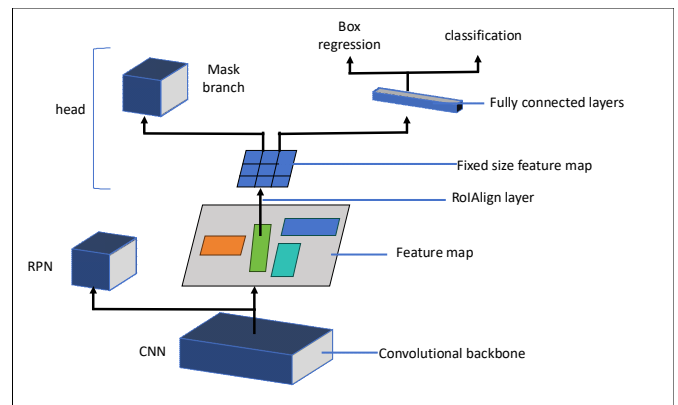 Box
regression
classification
Mask
branch
head
Fully connected layers
Fixed size feature map
RoIAlign layer
RPN
Feature map
CNN
Convolutional backbone